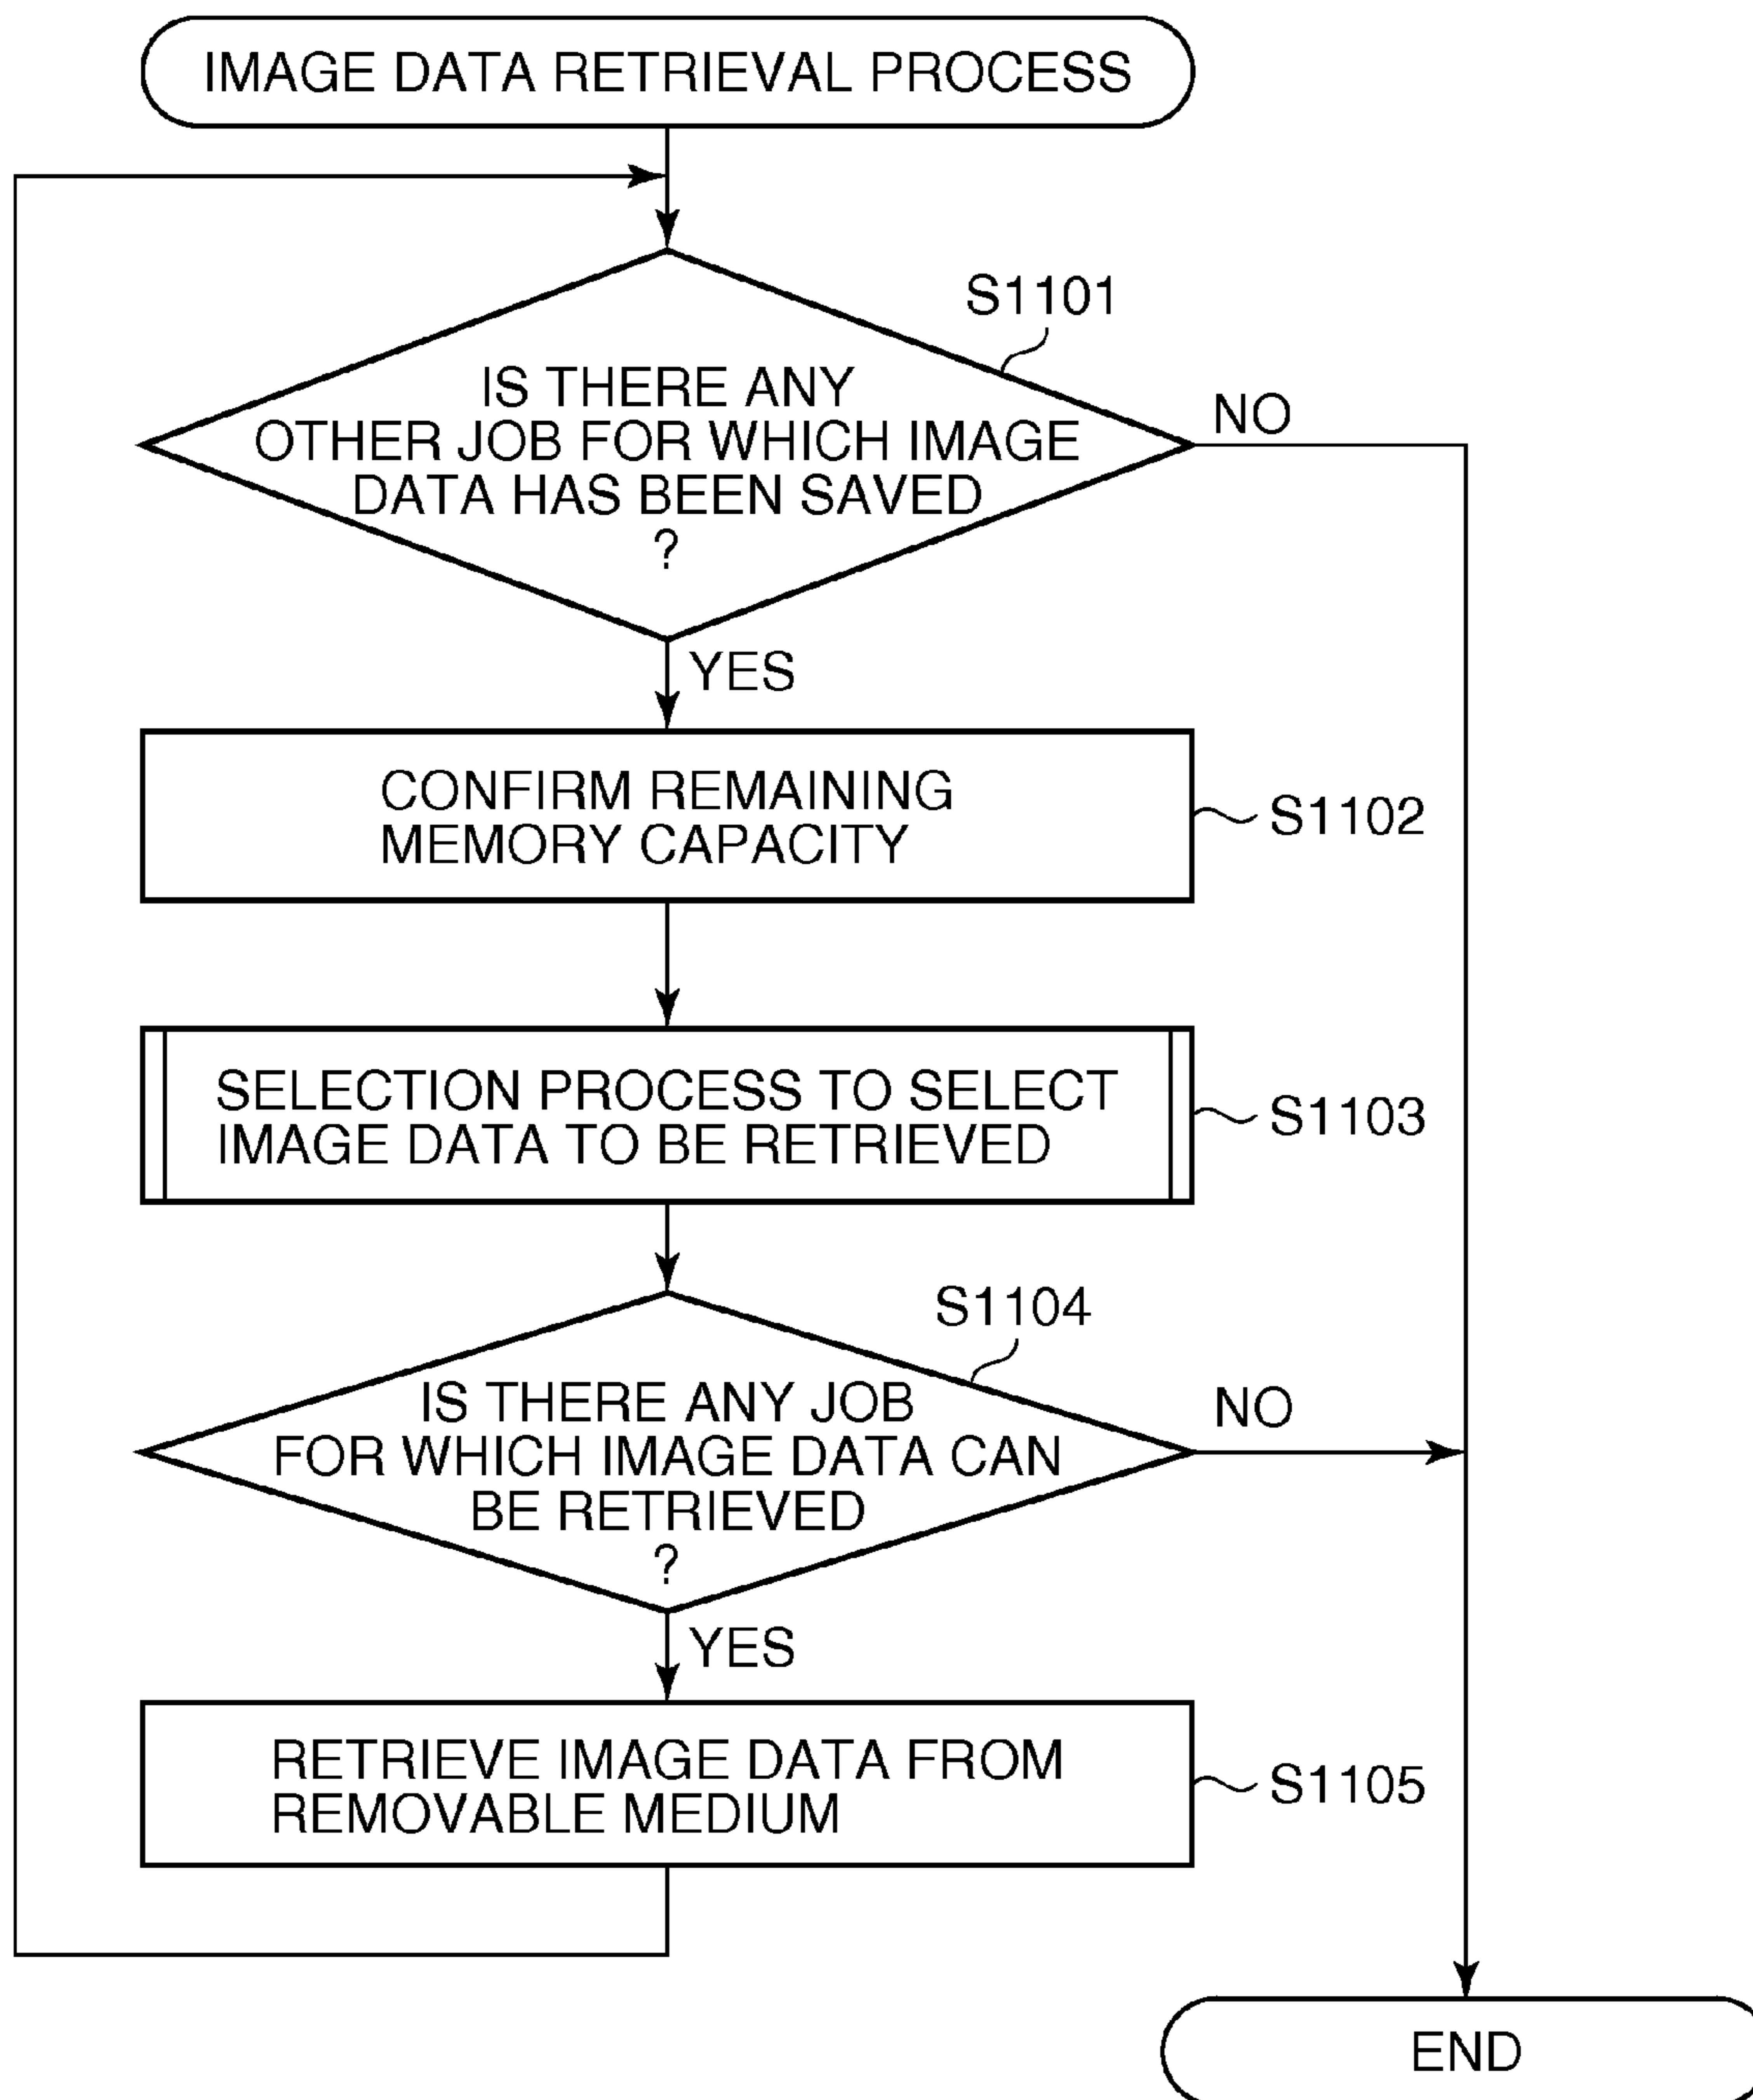 IMAGE DATA RETRIEVAL PROCESS
S1101
IS THERE ANY
OTHER JOB FOR WHICH IMAGE
DATA HAS BEEN SAVED
?
NO
YES
CONFIRM REMAINING
MEMORY CAPACITY
S1102
SELECTION PROCESS TO SELECT
IMAGE DATA TO BE RETRIEVED
S1103
S1104
IS THERE ANY JOB
FOR WHICH IMAGE DATA CAN
BE RETRIEVED
?
NO
YES
RETRIEVE IMAGE DATA FROM
REMOVABLE MEDIUM
S1105
END